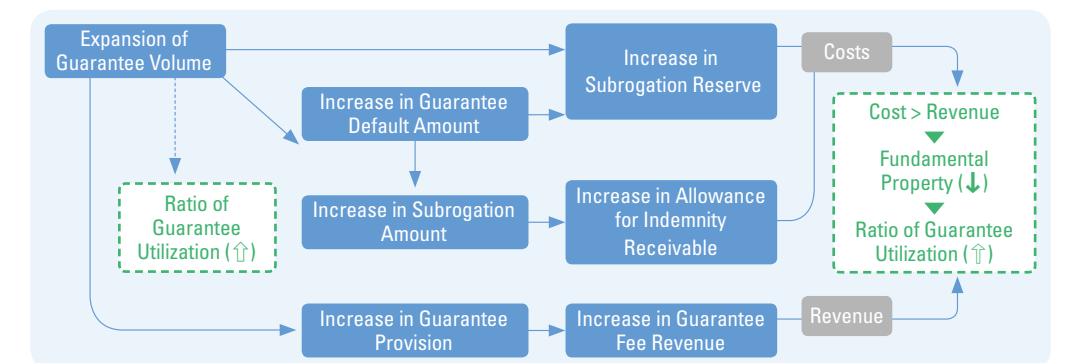 Expansion of
Guarantee Volume
Increase in
Subrogation Reserve
Costs
Increase in Guarantee
Default Amount
Cost > Revenue
Fundamental
Property (↓)
Ratio of Guarantee
Utilization (⇧)
Ratio of
Guarantee
Utilization (⇧)
Increase in Subrogation
Amount
Increase in Allowance
for Indemnity
Receivable
Increase in Guarantee
Provision
Increase in Guarantee
Fee Revenue
Revenue